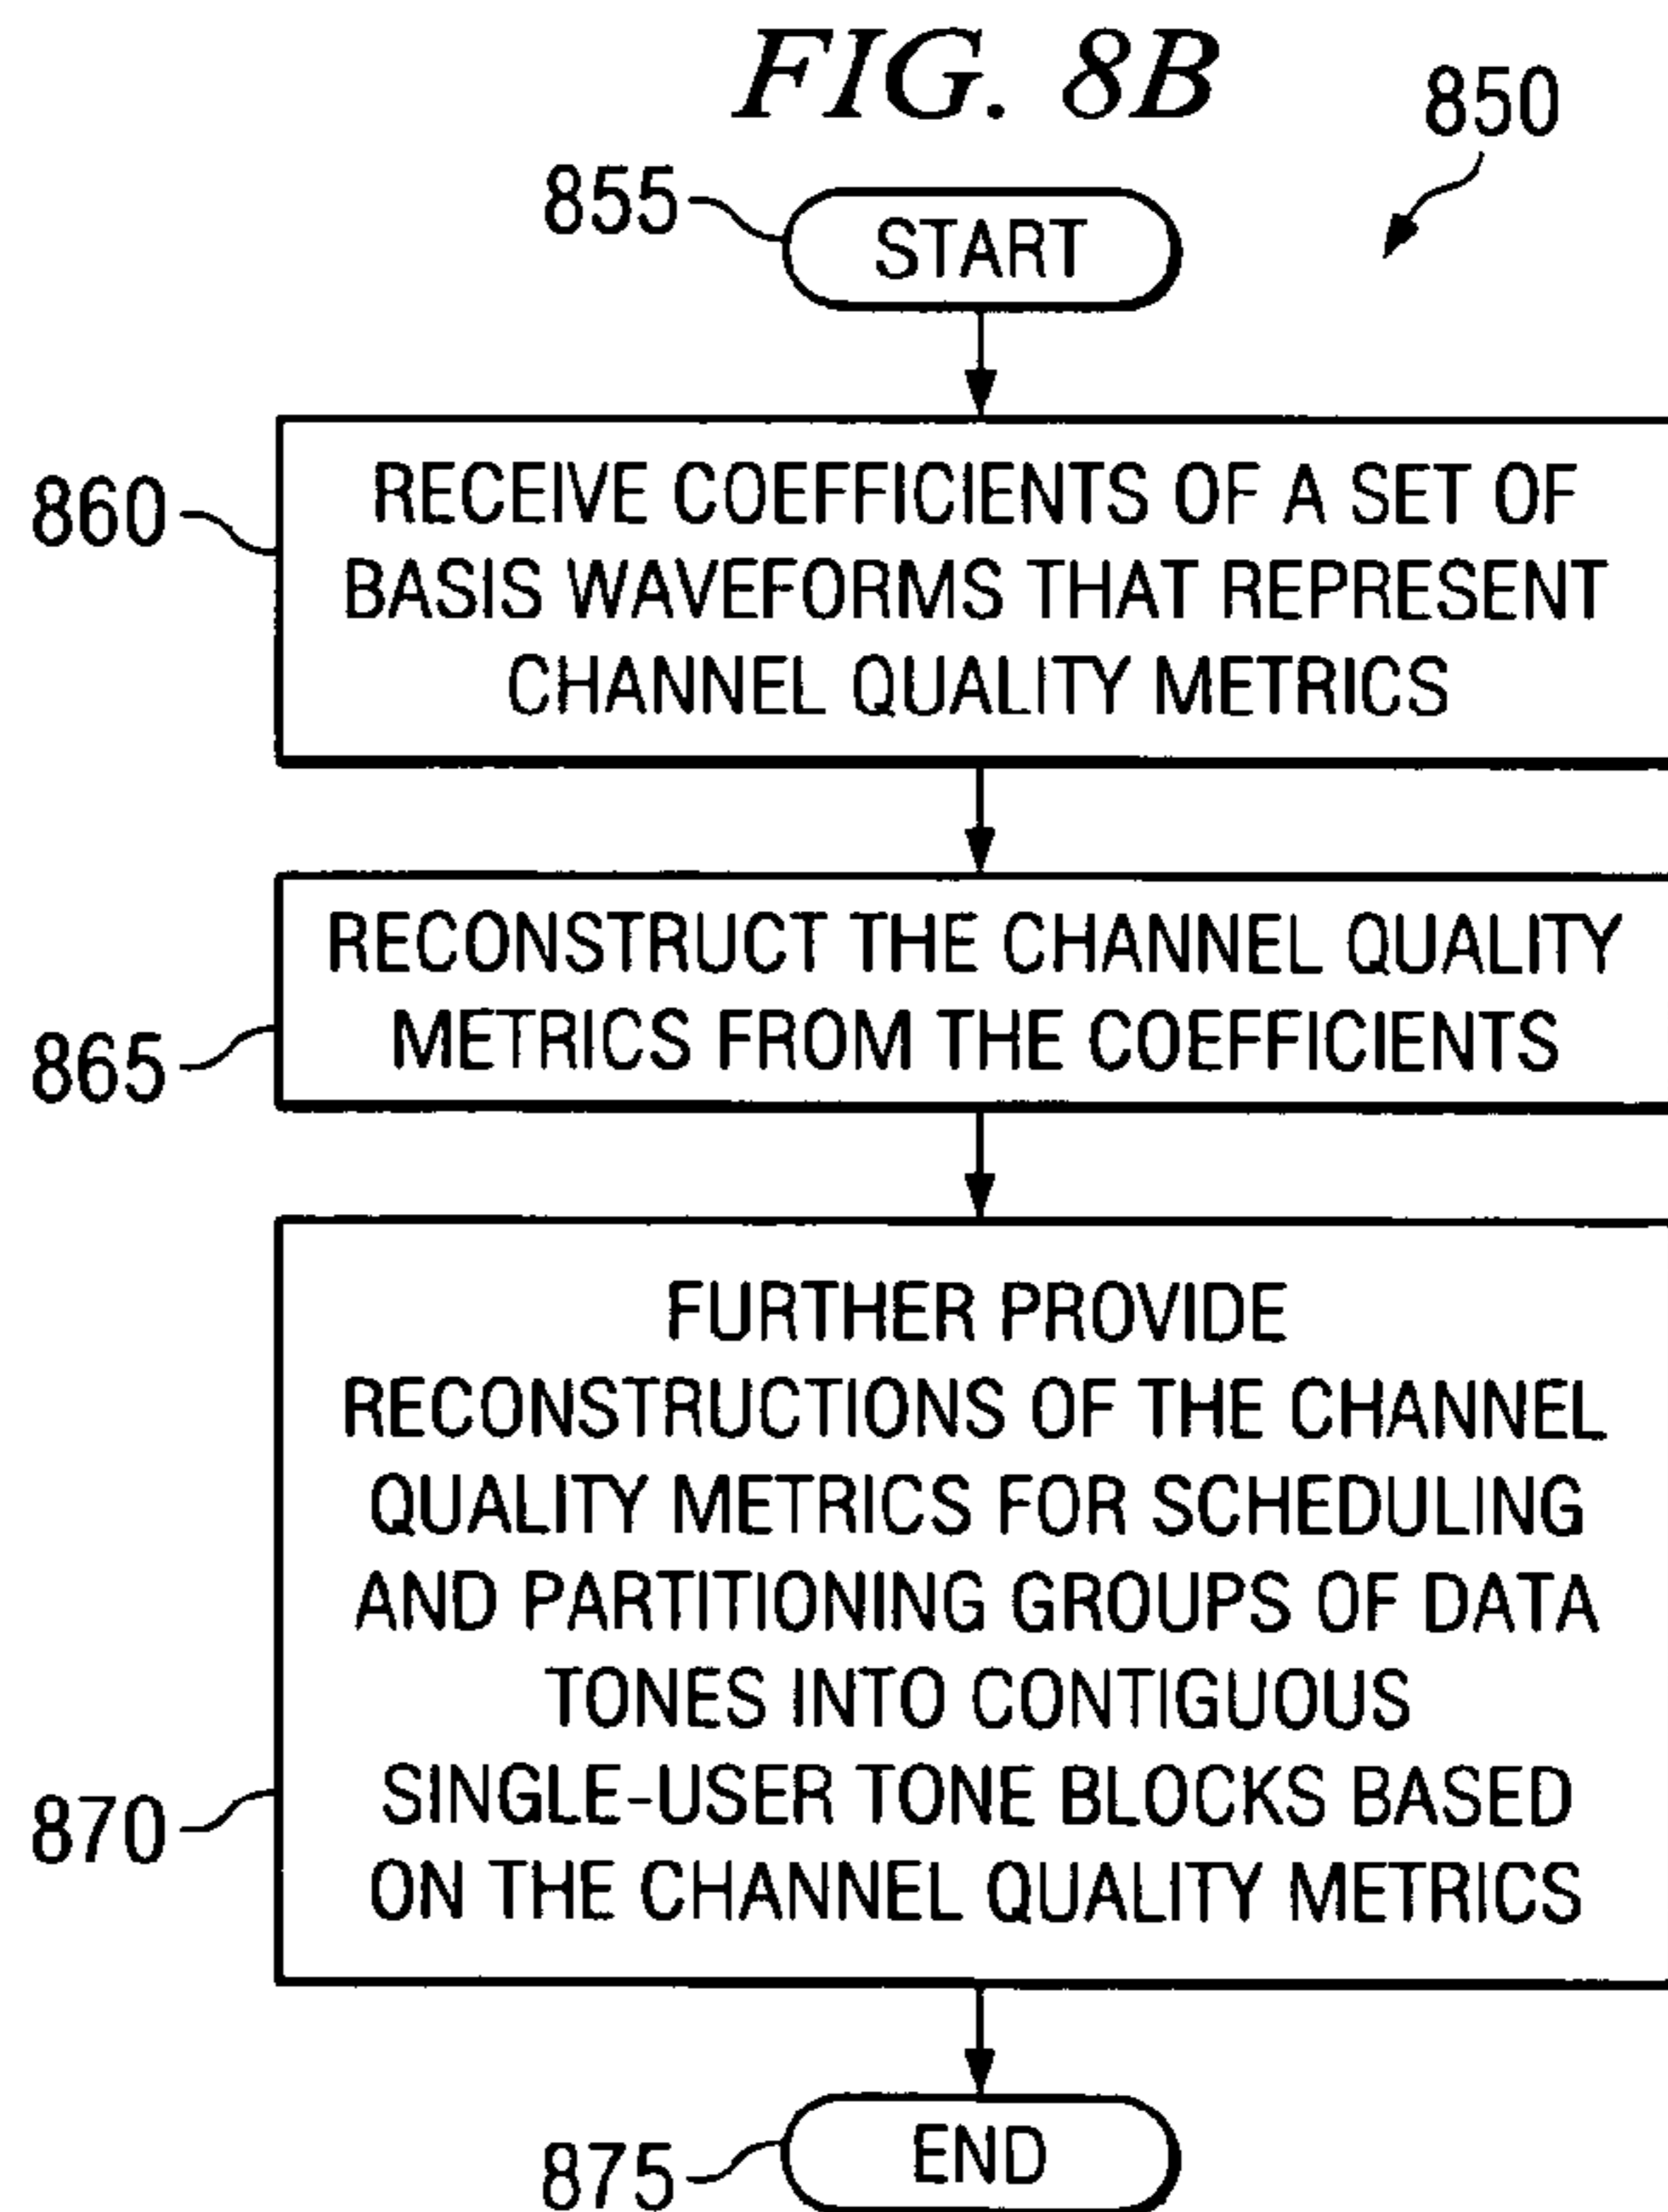 FIG. 8B
850
855
START
860
RECEIVE COEFFICIENTS OF A SET OF
BASIS WAVEFORMS THAT REPRESENT
CHANNEL QUALITY METRICS
RECONSTRUCT THE CHANNEL QUALITY
METRICS FROM THE COEFFICIENTS
865
FURTHER PROVIDE
RECONSTRUCTIONS OF THE CHANNEL
QUALITY METRICS FOR SCHEDULING
AND PARTITIONING GROUPS OF DATA
TONES INTO CONTIGUOUS
SINGLE-USER TONE BLOCKS BASED
ON THE CHANNEL QUALITY METRICS
870
END
875